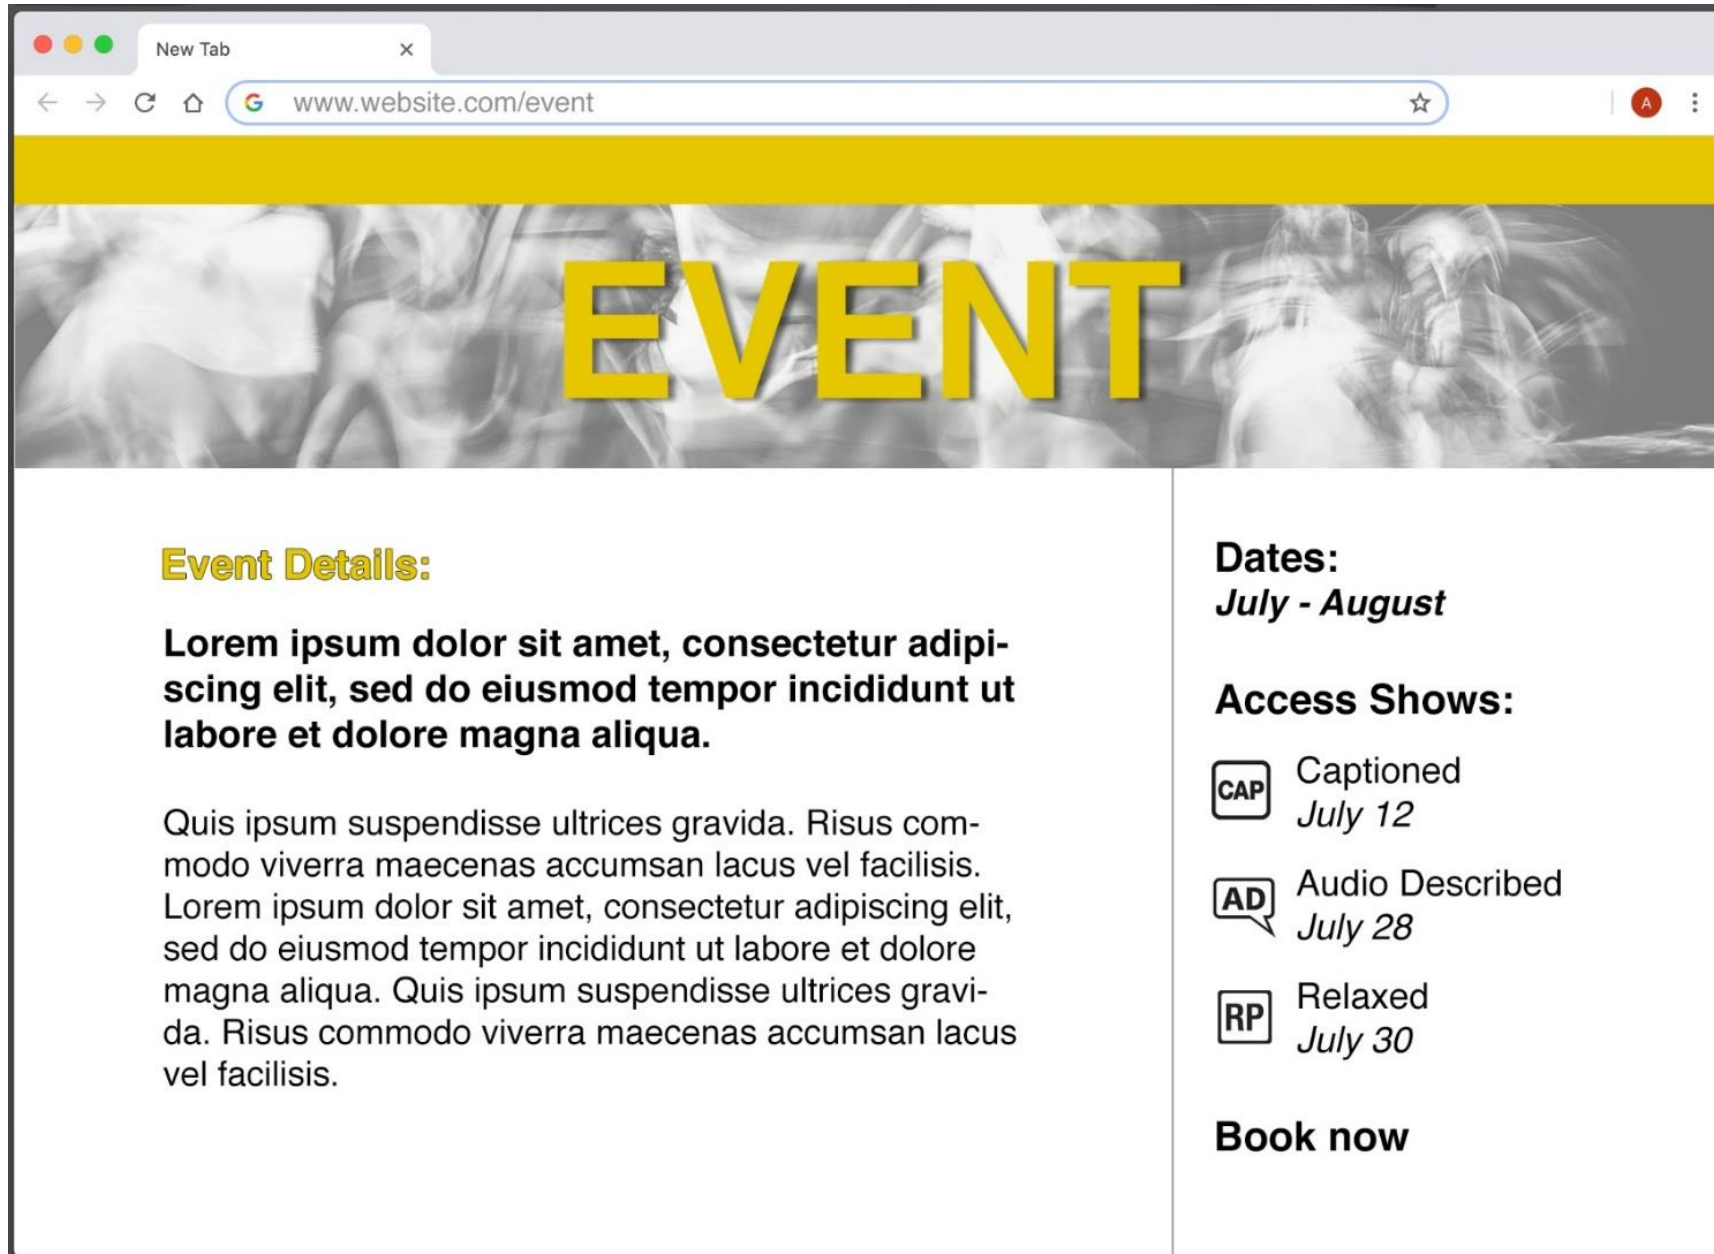 New Tab
www.website.com/event
A
EVENT
Event Details:
Lorem ipsum dolor sit amet, consectetur adipi-
scing elit, sed do eiusmod tempor incididunt ut
labore et dolore magna aliqua.
Quis ipsum suspendisse ultrices gravida. Risus com-
modo viverra maecenas accumsan lacus vel facilisis.
Lorem ipsum dolor sit amet, consectetur adipiscing elit,
sed do eiusmod tempor incididunt ut labore et dolore
magna aliqua. Quis ipsum suspendisse ultrices gravi-
da. Risus commodo viverra maecenas accumsan lacus
vel facilisis.
Dates:
July - August
Access Shows:
CAP Captioned
July 12
AD Audio Described
July 28
RP Relaxed
July 30
Book now